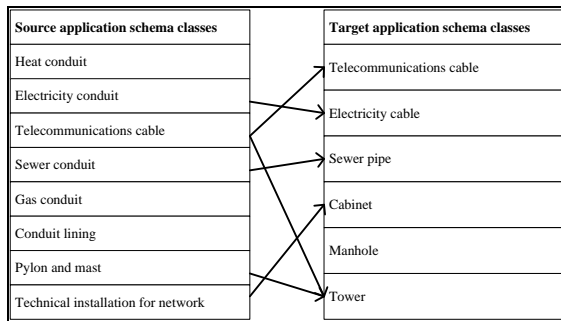 Source application schema classes
Heat conduit
Electricity conduit
Telecommunications cable
Sewer conduit
Gas conduit
Conduit lining
Pylon and mast
Technical installation for network
Target application schema classes
Telecommunications cable
Electricity cable
Sewer pipe
Cabinet
Manhole
Tower